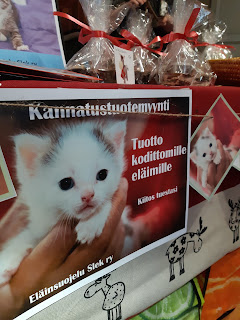 Kannatustuotemyynti
Tuotto
kodittomille
eläimille
Kiitos tuestasi
Eläinsuojelu Siek ry